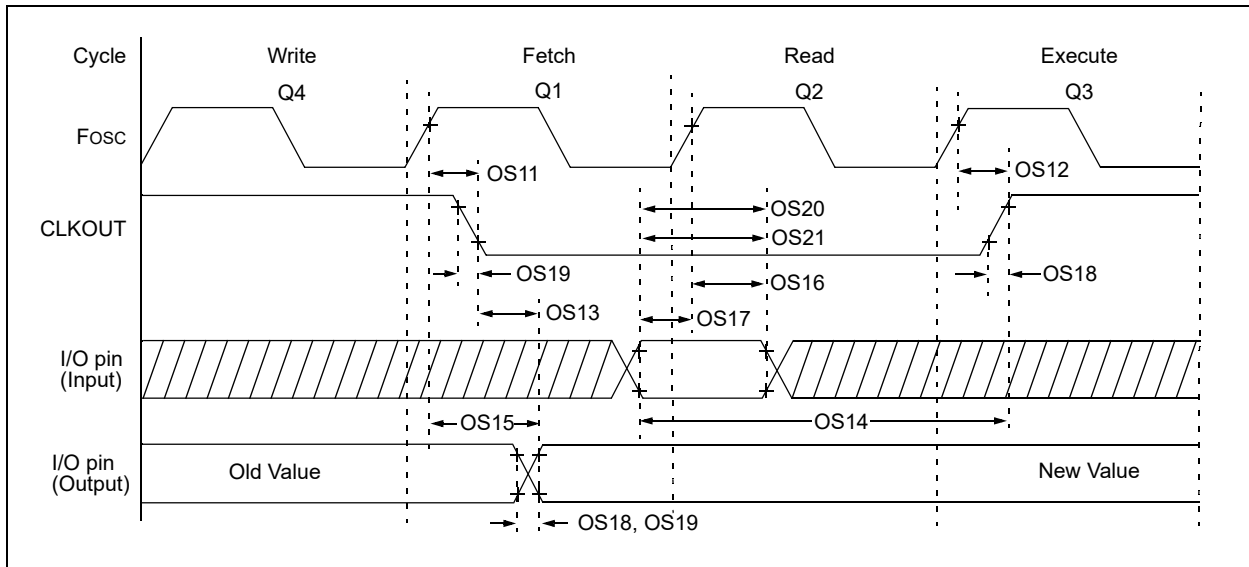 Cycle Write Fetch Read Execute
Q4 Q1 Q2 Q3
FOSC
OS11 OS12
OS20
CLKOUT
OS21
OS19 OS16 OS18
OS13 OS17
I/O pin
(Input)
OS15 OS14
I/O pin
(Output)
Old Value New Value
OS18, OS19